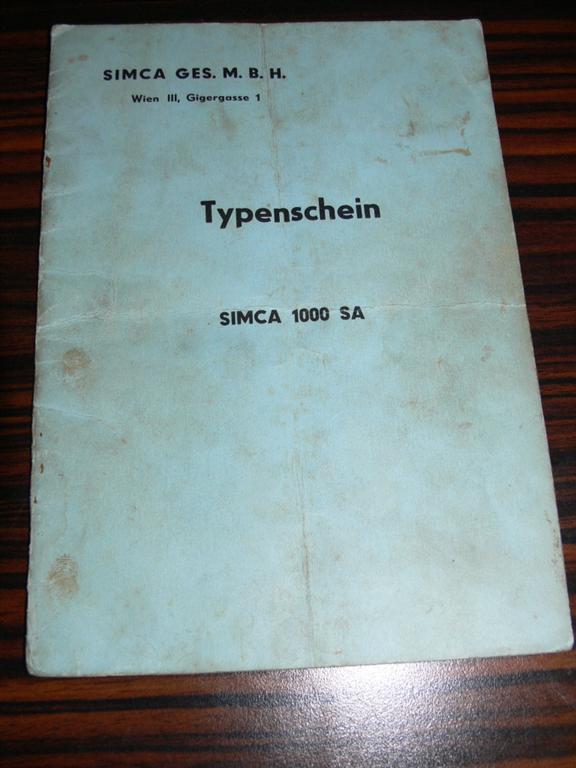 SIMCA GES. M. B. H.
Wien III, Gigergasse 1
Typenschein
SIMCA 1000 SA